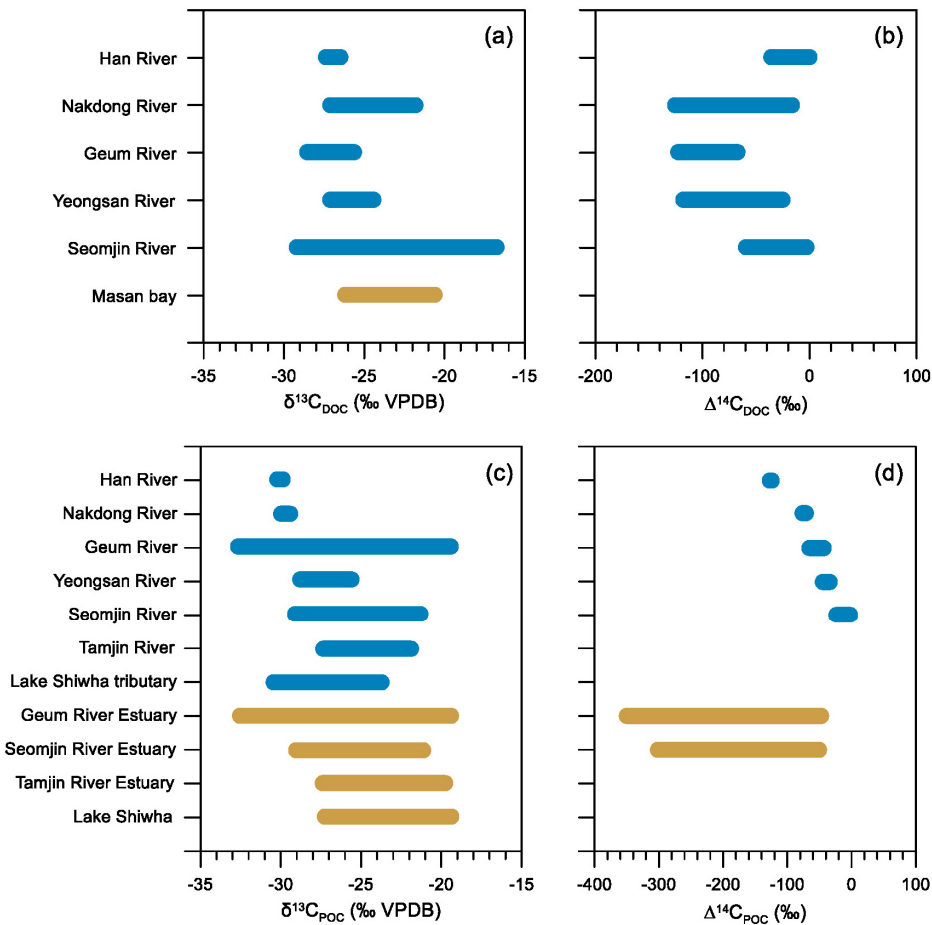 (a)
Han River
Nakdong River
Geum River
Yeongsan River
Seomjin River
Masan bay
-35 -30 -25 -20 -15
δ¹³C_DOC (‰ VPDB)
(b)
-200 -100 0 100
Δ¹⁴C_DOC (‰)
(c)
Han River
Nakdong River
Geum River
Yeongsan River
Seomjin River
Tamjin River
Lake Shiwha tributary
Geum River Estuary
Seomjin River Estuary
Tamjin River Estuary
Lake Shiwha
-35 -30 -25 -20 -15
δ¹³C_POC (‰ VPDB)
(d)
-400 -300 -200 -100 0 100
Δ¹⁴C_POC (‰)